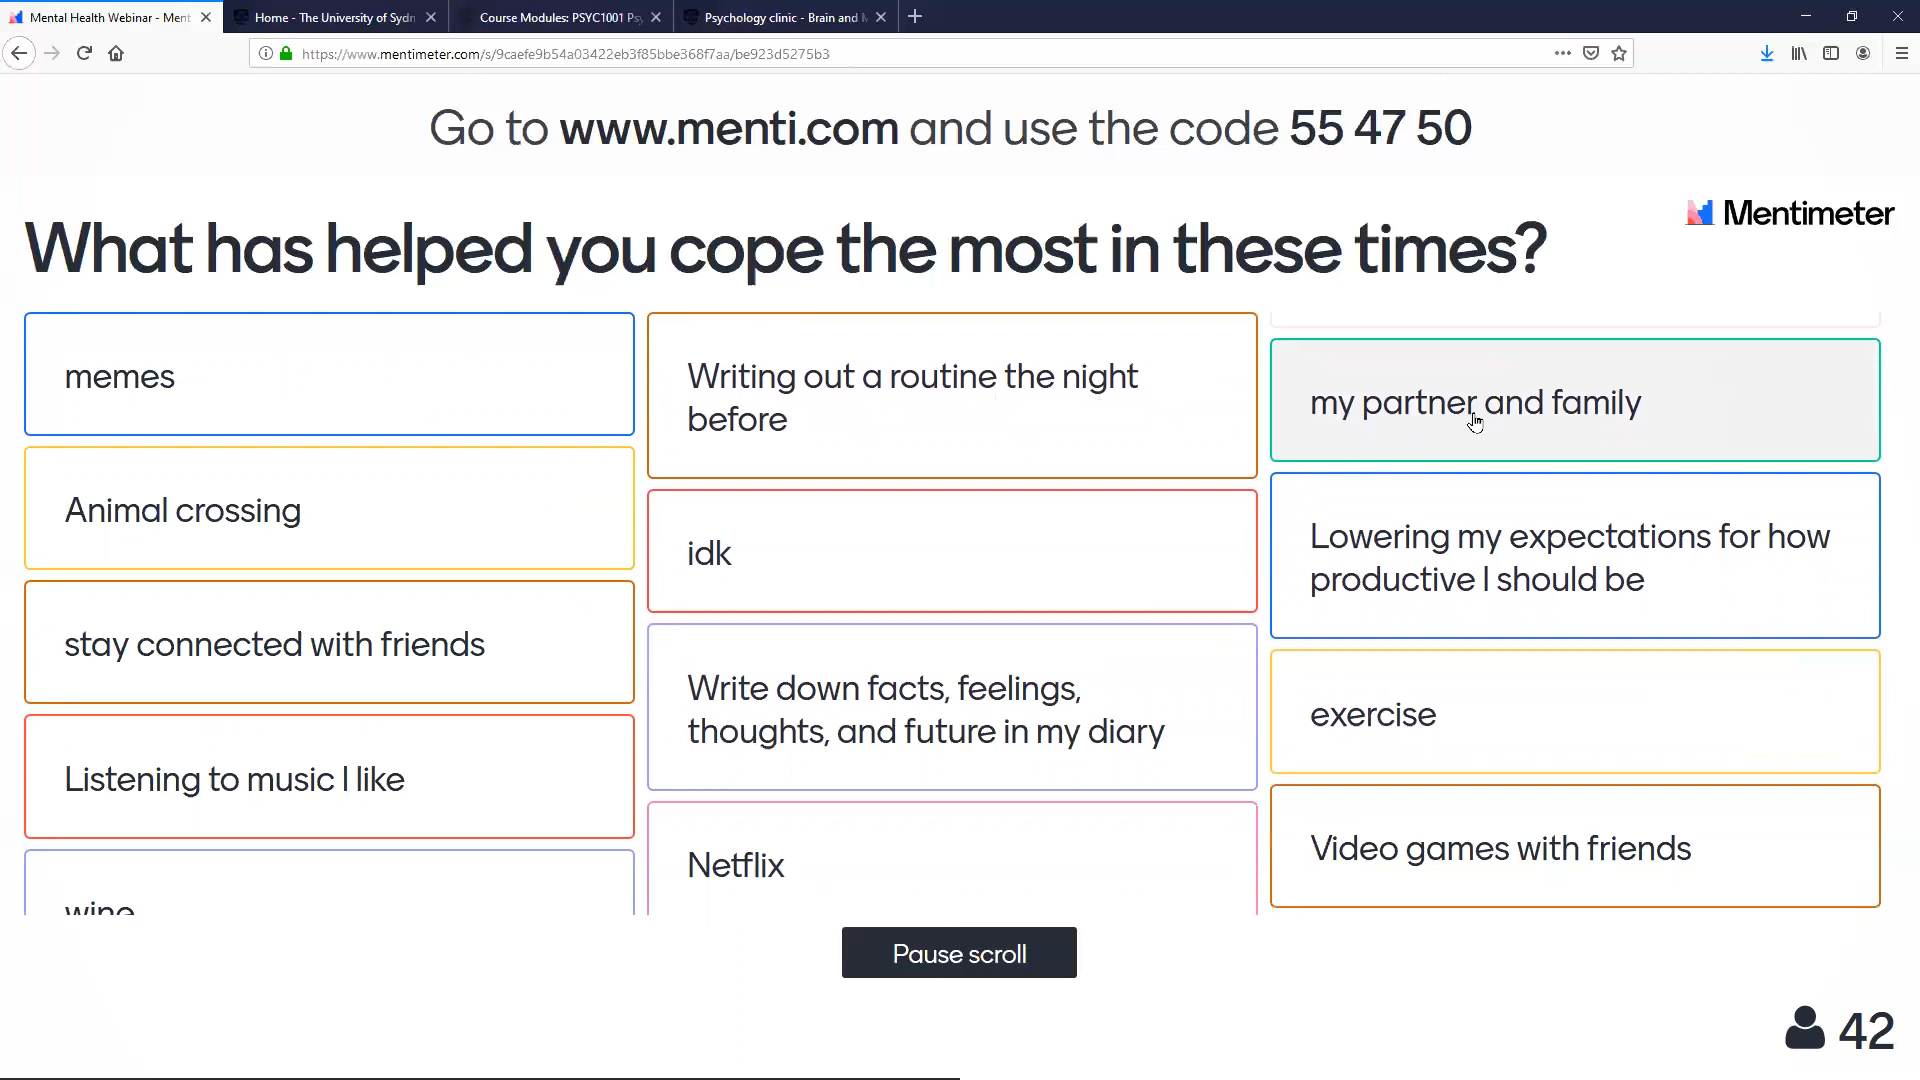 Mental Health Webinar - Ment
Home - The University of Sydn
Course Modules: PSYC1001 Psy
Psychology clinic - Brain and M
https://www.mentimeter.com/s/9caefe9b54a03422eb3f85bbe368f7aa/be923d5275b3
Go to www.menti.com and use the code 55 47 50
Mentimeter
What has helped you cope the most in these times?
memes
Animal crossing
stay connected with friends
Listening to music I like
wine
Writing out a routine the night
before
idk
Write down facts, feelings,
thoughts, and future in my diary
Netflix
my partner and family
Lowering my expectations for how
productive I should be
exercise
Video games with friends
Pause scroll
42